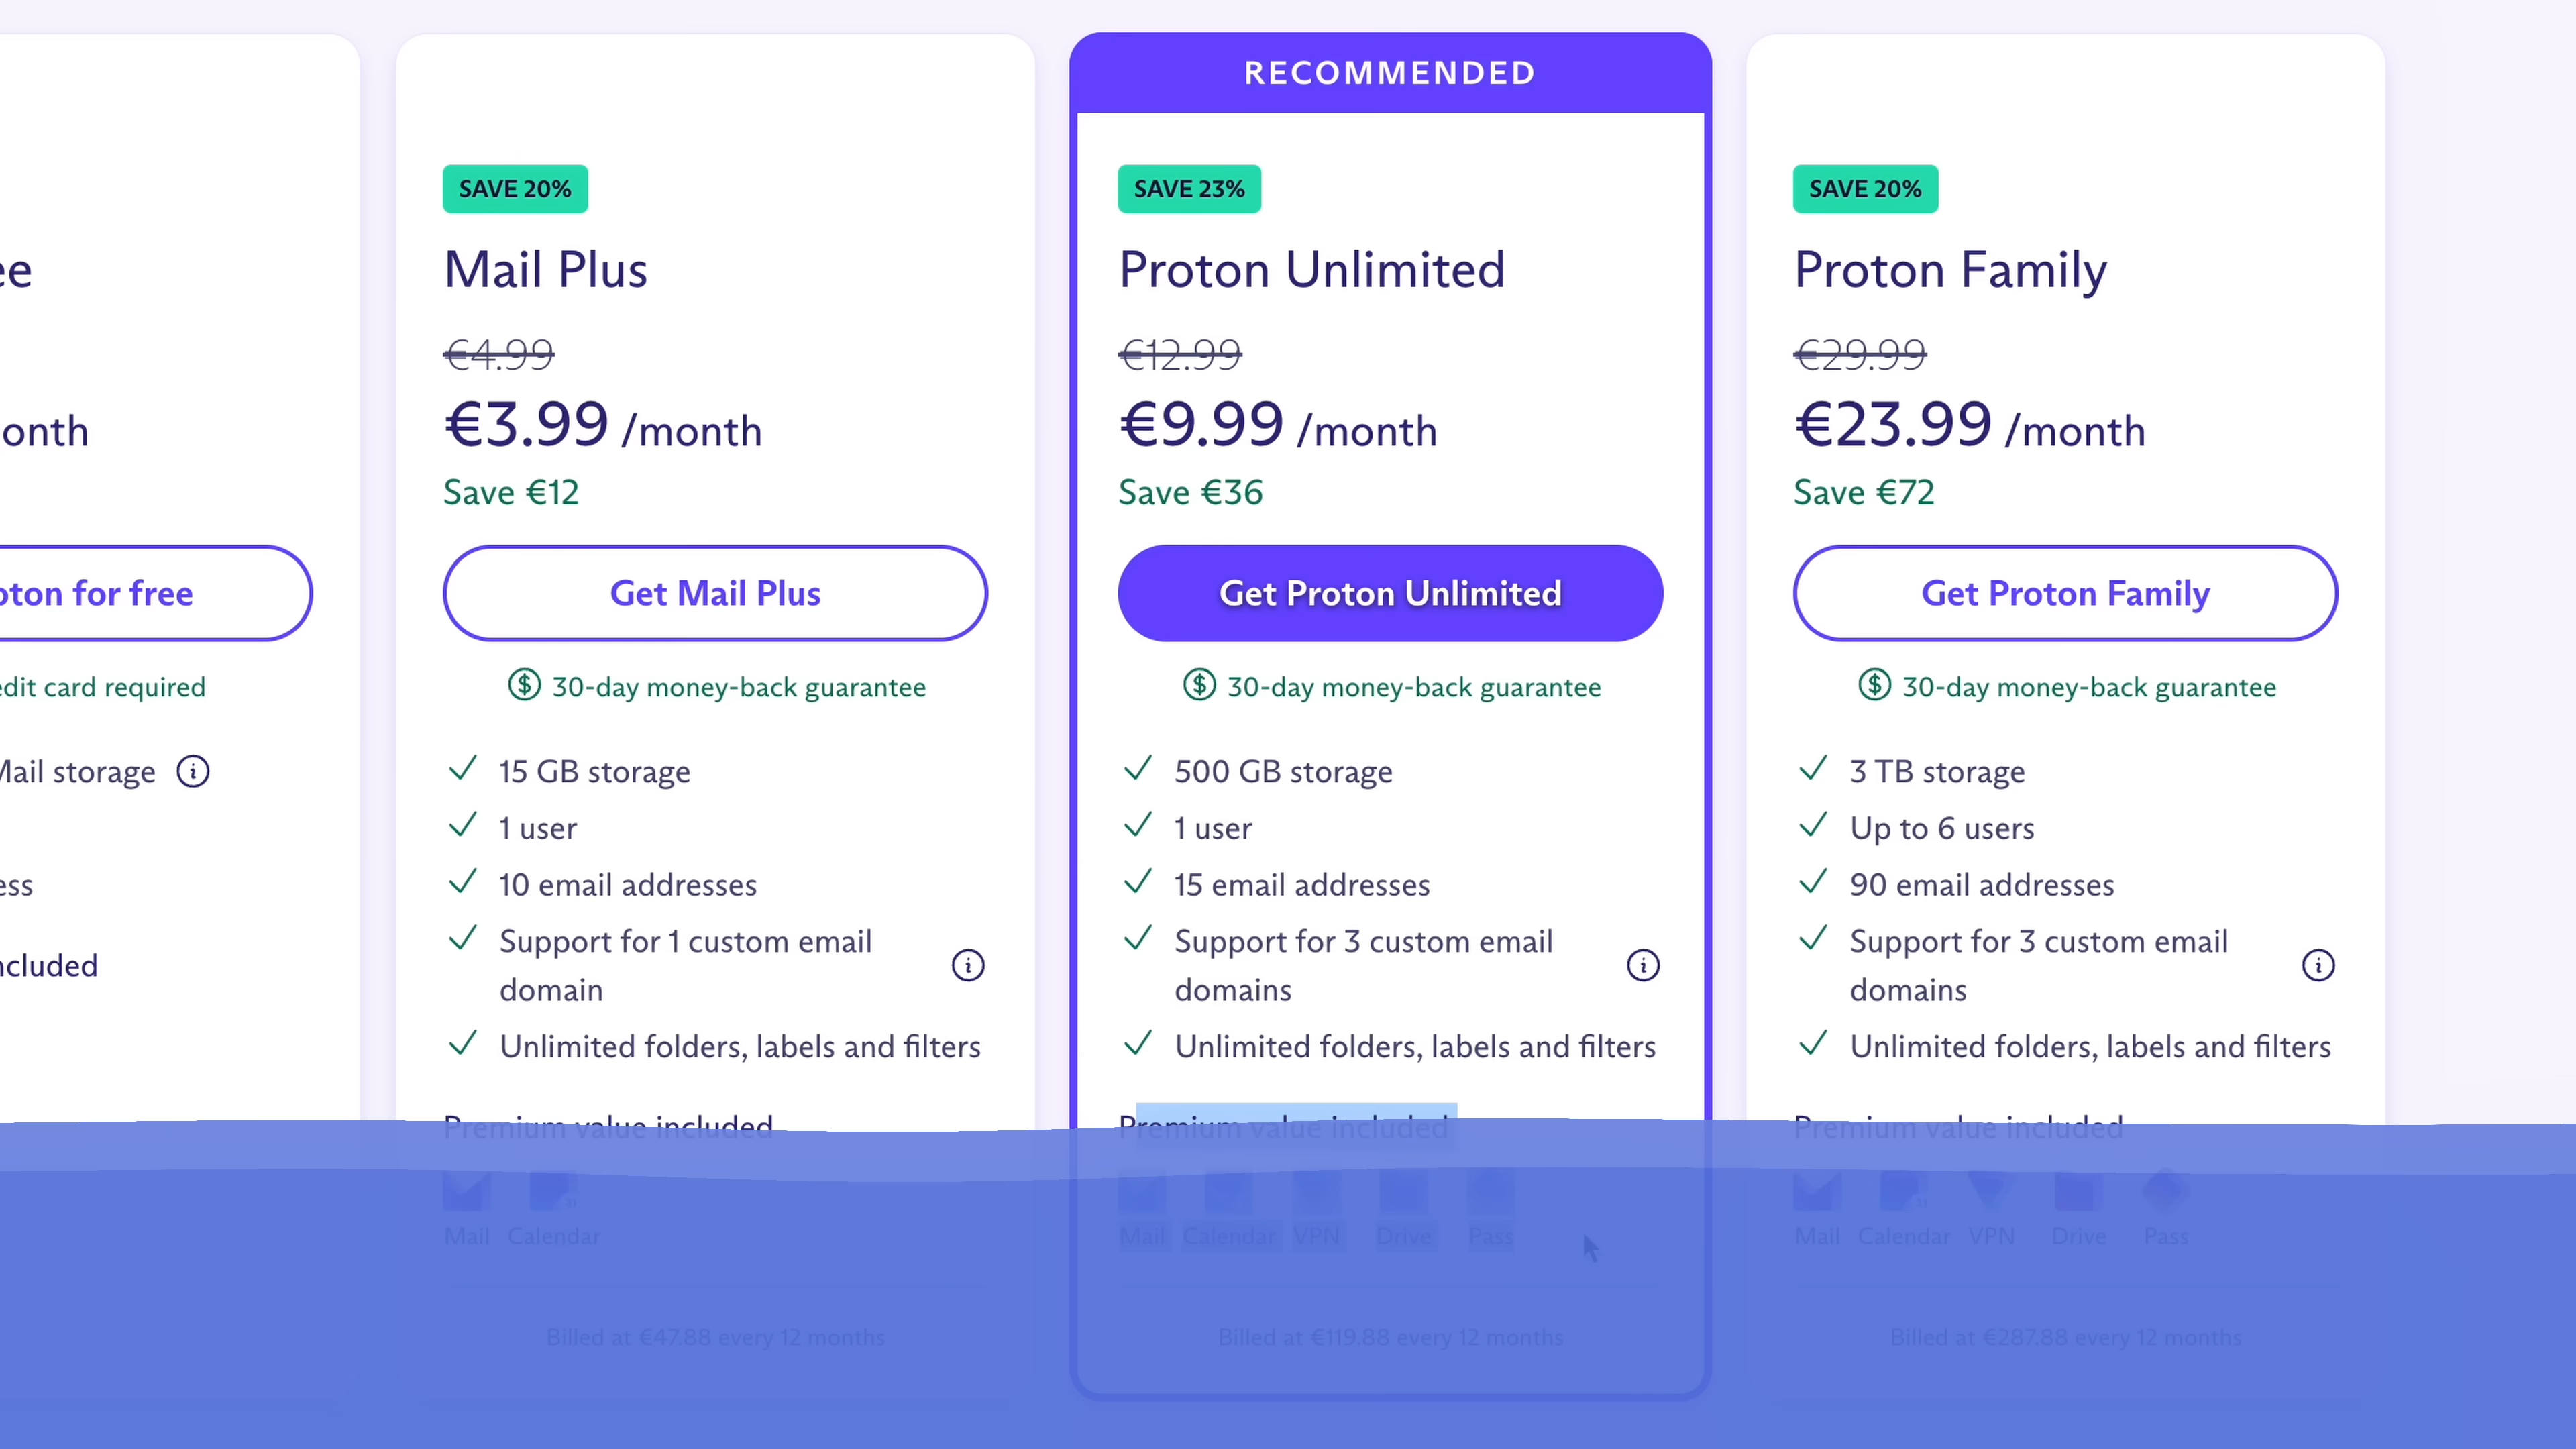 ee
onth
oton for free
edit card required
Mail storage
ess
ncluded
SAVE 20%
Mail Plus
€4.99
€3.99 /month
Save €12
Get Mail Plus
30-day money-back guarantee
15 GB storage
1 user
10 email addresses
Support for 1 custom email
domain
Unlimited folders, labels and filters
Premium value included
Mail Calendar
Billed at €47.88 every 12 months
RECOMMENDED
SAVE 23%
Proton Unlimited
€12.99
€9.99 /month
Save €36
Get Proton Unlimited
30-day money-back guarantee
500 GB storage
1 user
15 email addresses
Support for 3 custom email
domains
Unlimited folders, labels and filters
Premium value included
Mail Calendar VPN Drive Pass
Billed at €119.88 every 12 months
SAVE 20%
Proton Family
€29.99
€23.99 /month
Save €72
Get Proton Family
30-day money-back guarantee
3 TB storage
Up to 6 users
90 email addresses
Support for 3 custom email
domains
Unlimited folders, labels and filters
Premium value included
Mail Calendar VPN Drive Pass
Billed at €287.88 every 12 months